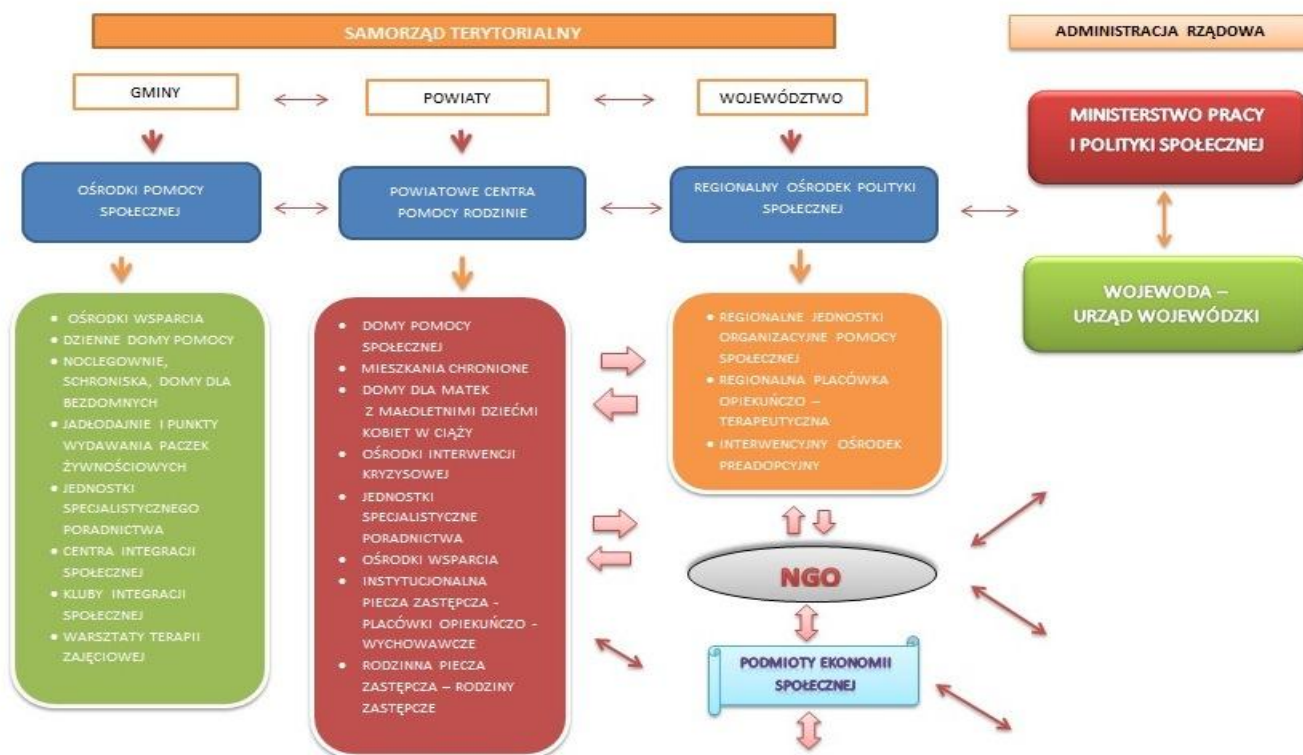 SAMORZĄD TERYTORIALNY
ADMINISTRACJA RZĄDOWA
GMINY
POWIATY
WOJEWÓDZTWO
MINISTERSTWO PRACY
I POLITYKI SPOŁECZNEJ
OŚRODKI POMOCY
SPOŁECZNEJ
POWIATOWE CENTRA
POMOCY RODZINIE
REGIONALNY OŚRODEK POLITYKI
SPOŁECZNEJ
WOJEWODA –
URZĄD WOJEWÓDZKI
• OŚRODKI WSPARCIA
• DZIENNE DOMY POMOCY
• NOCLEGOWNIE,
SCHRONISKA, DOMY DLA
BEZDOMNYCH
• JADŁODAJNIE I PUNKTY
WYDAWANIA PACZEK
ŻYWNOŚCIOWYCH
• JEDNOSTKI
SPECJALISTYCZNEGO
PORADNICTWA
• CENTRA INTEGRACJI
SPOŁECZNEJ
• KLUBY INTEGRACJI
SPOŁECZNEJ
• WARSZTATY TERAPII
ZAJĘCIOWEJ
• DOMY POMOCY
SPOŁECZNEJ
• MIESZKANIA CHRONIONE
• DOMY DLA MATEK
Z MAŁOLETNIMI DZIEĆMI
KOBIET W CIĄŻY
• OŚRODKI INTERWENCJI
KRYZYSOWEJ
• JEDNOSTKI
SPECJALISTYCZNE
PORADNICTWA
• OŚRODKI WSPARCIA
• INSTYTUCJONALNA
PIECZA ZASTĘPCZA -
PLACÓWKI OPIEKUŃCZO -
WYCHOWAWCZE
• RODZINNA PIECZA
ZASTĘPCZA – RODZINY
ZASTĘPCZE
• REGIONALNE JEDNOSTKI
ORGANIZACYJNE POMOCY
SPOŁECZNEJ
• REGIONALNA PLACÓWKA
OPIEKUŃCZO –
TERAPEUTYCZNA
• INTERWENCYJNY OŚRODEK
PREADOPCYJNY
NGO
PODMIOTY EKONOMII
SPOŁECZNEJ